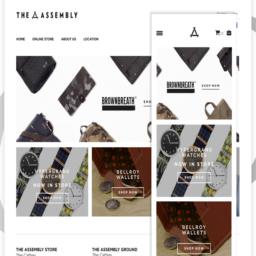 THE ASSEMBLY
HOME
ONLINE STORE
ABOUT US
LOCATION
BROWNBREATH
SHOP NOW
BROWNBREATH
SHOP NOW
HYPERGRAND
WATCHES
NOW IN STORE
SHOP NOW
BELLROY
WALLETS
SHOP NOW
HYPERGRAND
WATCHES
NOW IN STORE
SHOP NOW
BELLROY
WALLETS
SHOP NOW
THE ASSEMBLY STORE
The Cathay
THE ASSEMBLY GROUND
The Cathay